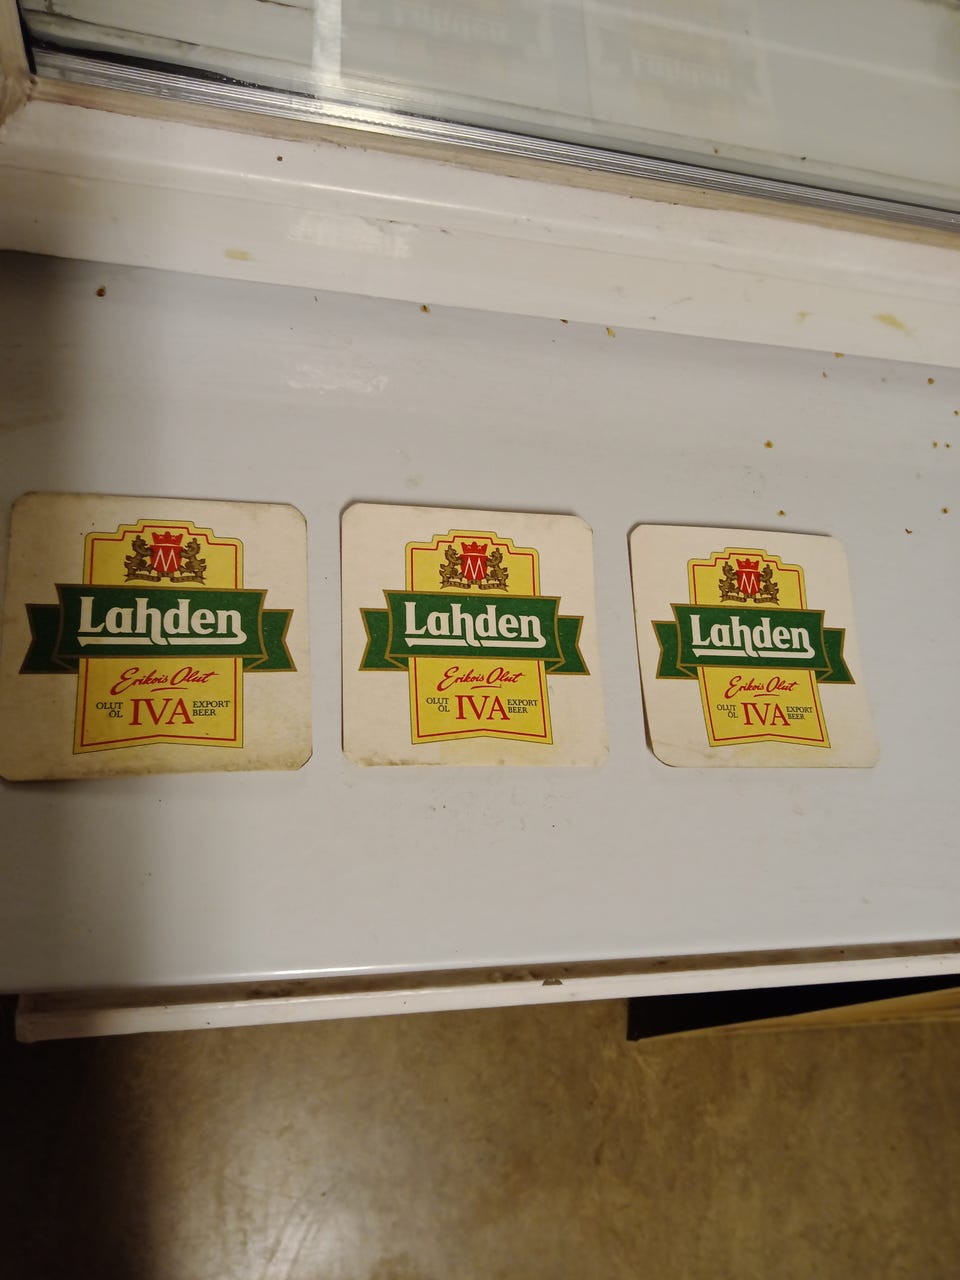 M
Lahden
Erikois Olut
OLUT ÖL IVA EXPORT BEER
M
Lahden
Erikois Olut
OLUT ÖL IVA EXPORT BEER
M
Lahden
Erikois Olut
OLUT ÖL IVA EXPORT BEER